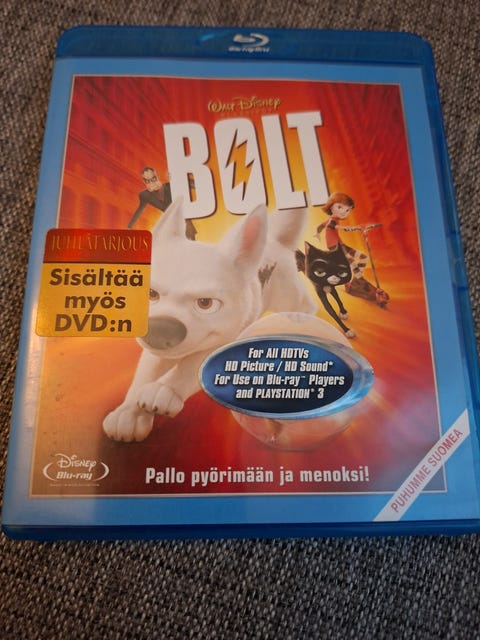 Blu-ray Disc
WALT DISNEY
BOLT
JUHLATARJOUS
Sisältää
myös
DVD:n
For All HDTVs
HD Picture / HD Sound*
For Use on Blu-ray™ Players
and PLAYSTATION® 3
DISNEY
Blu-ray
Pallo pyörimään ja menoksi!
PUHUMME SUOMEA